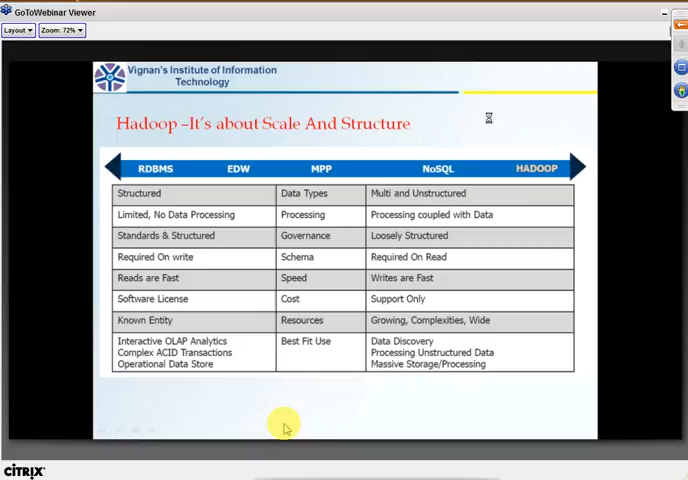 GoToWebinar Viewer
Layout
Zoom: 72%
Vignan's Institute of Information
Technology
Hadoop –It's about Scale And Structure
RDBMS EDW MPP NoSQL HADOOP
Structured Data Types Multi and Unstructured
Limited, No Data Processing Processing Processing coupled with Data
Standards & Structured Governance Loosely Structured
Required On write Schema Required On Read
Reads are Fast Speed Writes are Fast
Software License Cost Support Only
Known Entity Resources Growing, Complexities, Wide
Interactive OLAP Analytics Best Fit Use Data Discovery
Complex ACID Transactions Processing Unstructured Data
Operational Data Store Massive Storage/Processing
CİTRIX